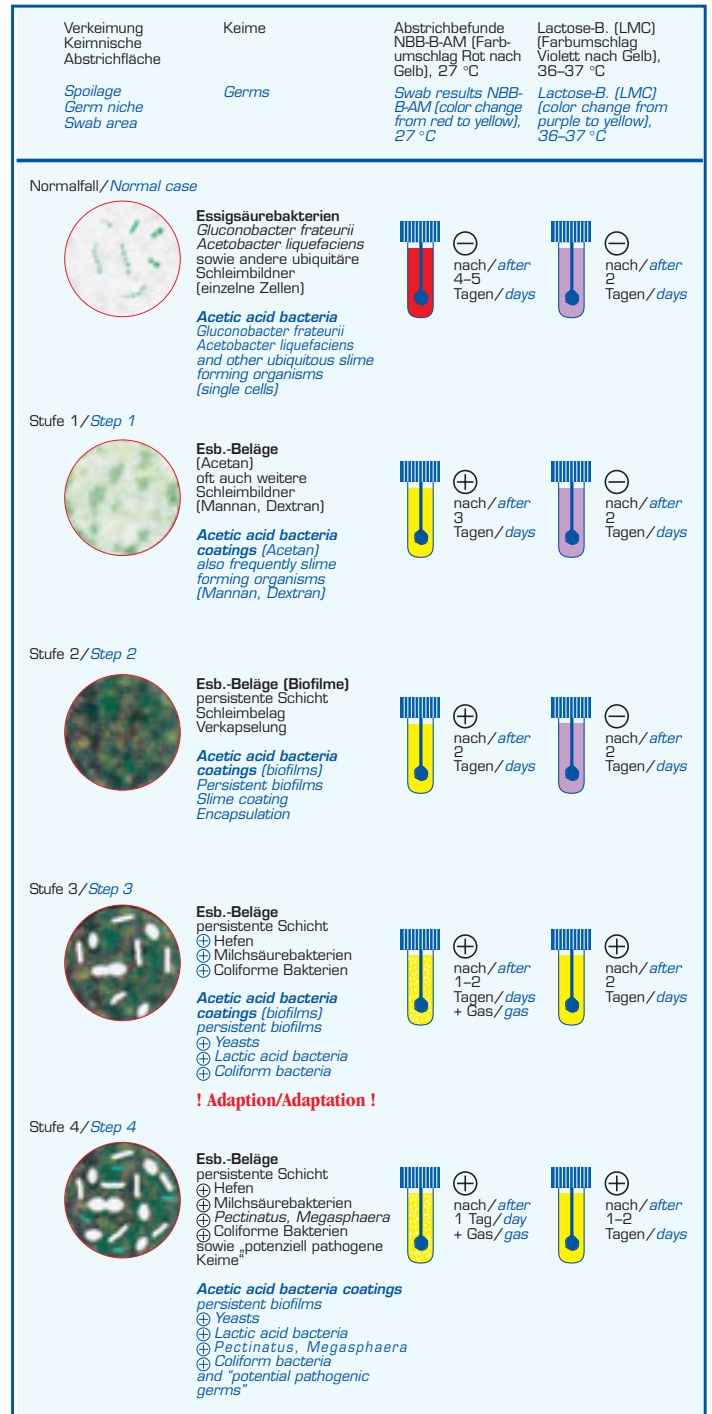 Verkeimung
Keimnische
Abstrichfläche
Spoilage
Germ niche
Swab area
Keime
Germs
Abstrichbefunde
NBB-B-AM (Farb-
umschlag Rot nach
Gelb), 27 °C
Swab results NBB-
B-AM (color change
from red to yellow),
27 °C
Lactose-B. (LMC)
(Farbumschlag
Violett nach Gelb),
36–37 °C
Lactose-B. (LMC)
(color change from
purple to yellow),
36–37 °C
Normalfall/Normal case
Essigsäurebakterien
Gluconobacter frateurii
Acetobacter liquefaciens
sowie andere ubiquitäre
Schleimbildner
(einzelne Zellen)
Acetic acid bacteria
Gluconobacter frateurii
Acetobacter liquefaciens
and other ubiquitous slime
forming organisms
(single cells)
⊖
nach/after
4–5
Tagen/days
⊖
nach/after
2
Tagen/days
Stufe 1/Step 1
Esb.-Beläge
(Acetan)
oft auch weitere
Schleimbildner
(Mannan, Dextran)
Acetic acid bacteria
coatings (Acetan)
also frequently slime
forming organisms
(Mannan, Dextran)
⊕
nach/after
3
Tagen/days
⊖
nach/after
2
Tagen/days
Stufe 2/Step 2
Esb.-Beläge (Biofilme)
persistente Schicht
Schleimbelag
Verkapselung
Acetic acid bacteria
coatings (biofilms)
Persistent biofilms
Slime coating
Encapsulation
⊕
nach/after
2
Tagen/days
⊖
nach/after
2
Tagen/days
Stufe 3/Step 3
Esb.-Beläge
persistente Schicht
⊕ Hefen
⊕ Milchsäurebakterien
⊕ Coliforme Bakterien
Acetic acid bacteria
coatings (biofilms)
persistent biofilms
⊕ Yeasts
⊕ Lactic acid bacteria
⊕ Coliform bacteria
! Adaption/Adaptation !
⊕
nach/after
1–2
Tagen/days
+ Gas/gas
⊕
nach/after
2
Tagen/days
Stufe 4/Step 4
Esb.-Beläge
persistente Schicht
⊕ Hefen
⊕ Milchsäurebakterien
⊕ Pectinatus, Megasphaera
⊕ Coliforme Bakterien
sowie „potenziell pathogene
Keime“
Acetic acid bacteria coatings
persistent biofilms
⊕ Yeasts
⊕ Lactic acid bacteria
⊕ Pectinatus, Megasphaera
⊕ Coliform bacteria
and “potential pathogenic
germs”
⊕
nach/after
1 Tag/day
+ Gas/gas
⊕
nach/after
1–2
Tagen/days